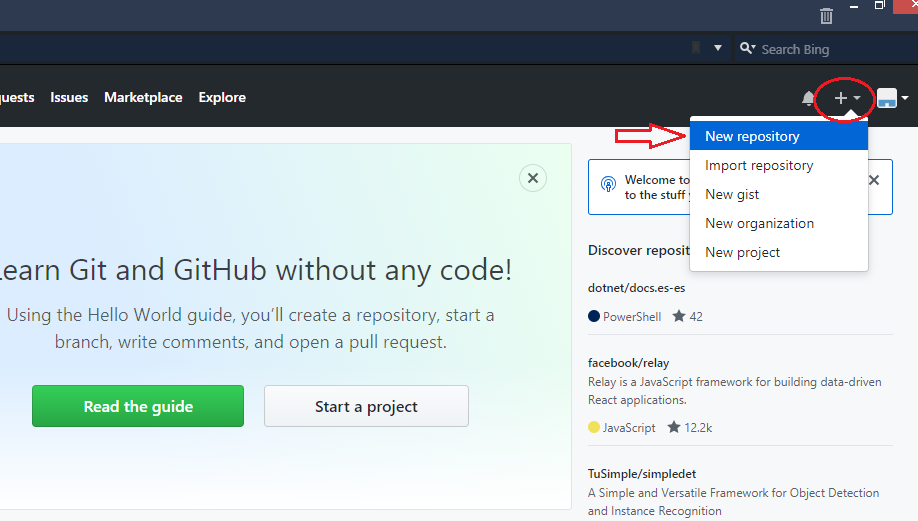 Search Bing
Issues Marketplace Explore
New repository
Import repository
New gist
New organization
New project
Welcome to
to the stuff
Learn Git and GitHub without any code!
Using the Hello World guide, you’ll create a repository, start a
branch, write comments, and open a pull request.
Read the guide
Start a project
Discover
dotnet/docs.es-es
PowerShell 42
facebook/relay
Relay is a JavaScript framework for building data-driven
React applications.
JavaScript 12.2k
TuSimple/simpledet
A Simple and Versatile Framework for Object Detection
and Instance Recognition